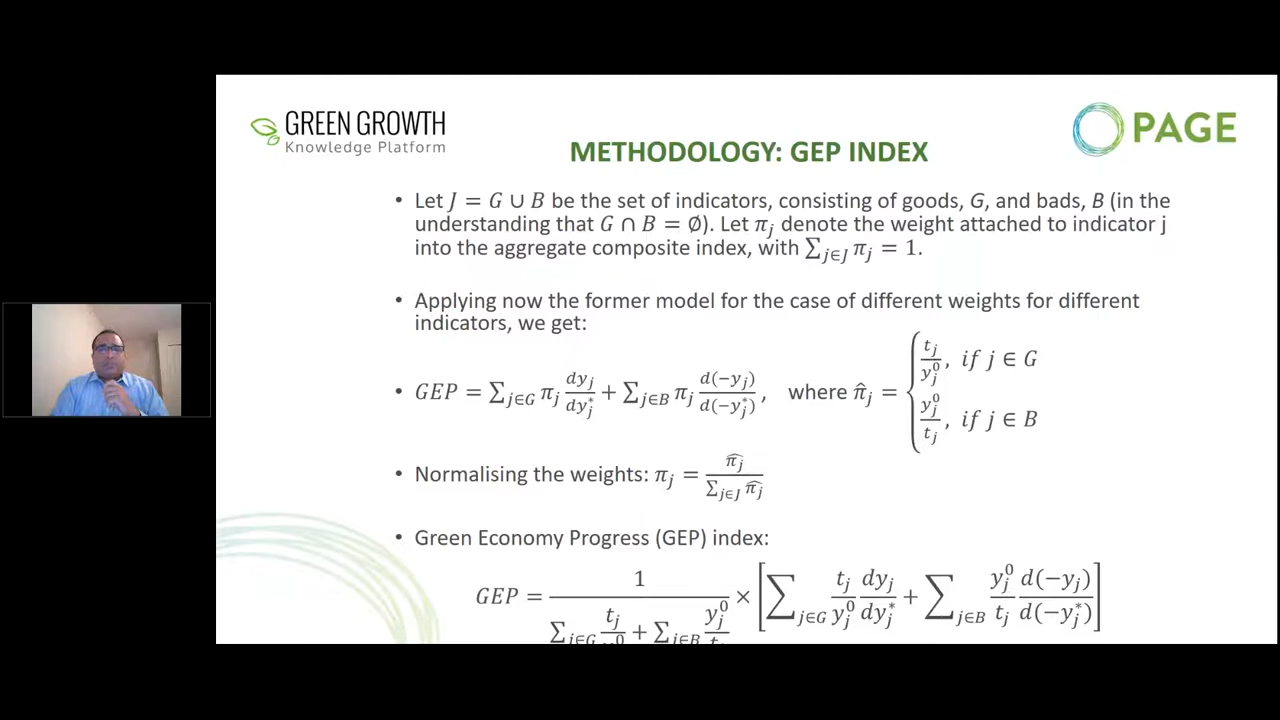 GREEN GROWTH
Knowledge Platform
PAGE
METHODOLOGY: GEP INDEX
• Let J = G ∪ B be the set of indicators, consisting of goods, G, and bads, B (in the
understanding that G ∩ B = ∅). Let π_j denote the weight attached to indicator j
into the aggregate composite index, with ∑_{j∈J} π_j = 1.
• Applying now the former model for the case of different weights for different
indicators, we get:
• GEP = ∑_{j∈G} π_j dy_j/dy_j^* + ∑_{j∈B} π_j d(−y_j)/d(−y_j^*), where π̂_j = { t_j/y_j^0, if j ∈ G; y_j^0/t_j, if j ∈ B
• Normalising the weights: π_j = π̂_j / ∑_{j∈J} π̂_j
• Green Economy Progress (GEP) index:
GEP = 1 / (∑_{j∈G} t_j/y_j^0 + ∑_{j∈B} y_j^0/t_j) × [∑_{j∈G} t_j/y_j^0 dy_j/dy_j^* + ∑_{j∈B} y_j^0/t_j d(−y_j)/d(−y_j^*)]